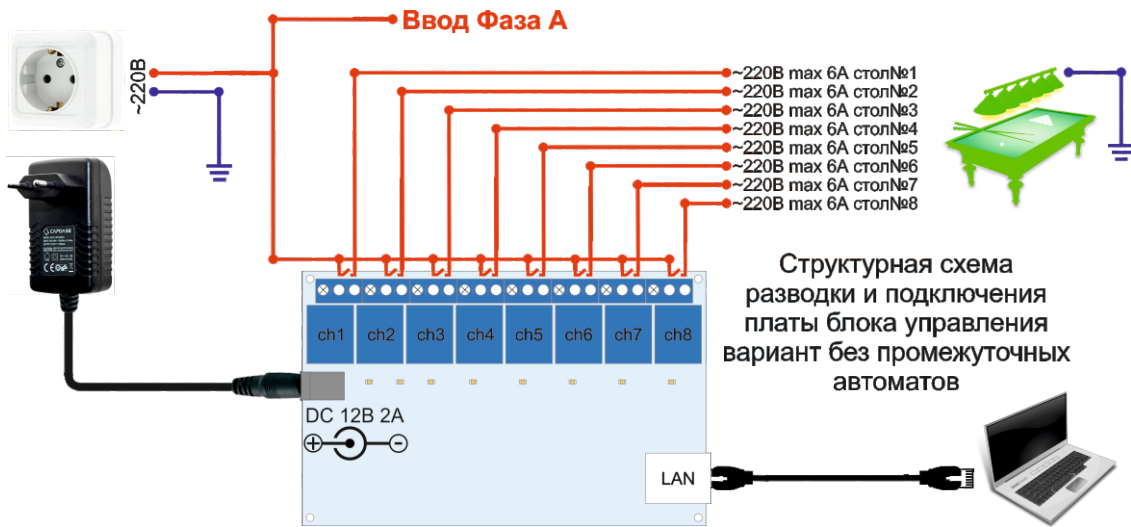 Ввод Фаза А
~220В
~220В max 6А стол№1
~220В max 6А стол№2
~220В max 6А стол№3
~220В max 6А стол№4
~220В max 6А стол№5
~220В max 6А стол№6
~220В max 6А стол№7
~220В max 6А стол№8
Структурная схема
разводки и подключения
платы блока управления
вариант без промежуточных
автоматов
CAPDASE
ch1 ch2 ch3 ch4 ch5 ch6 ch7 ch8
DC 12В 2А
LAN